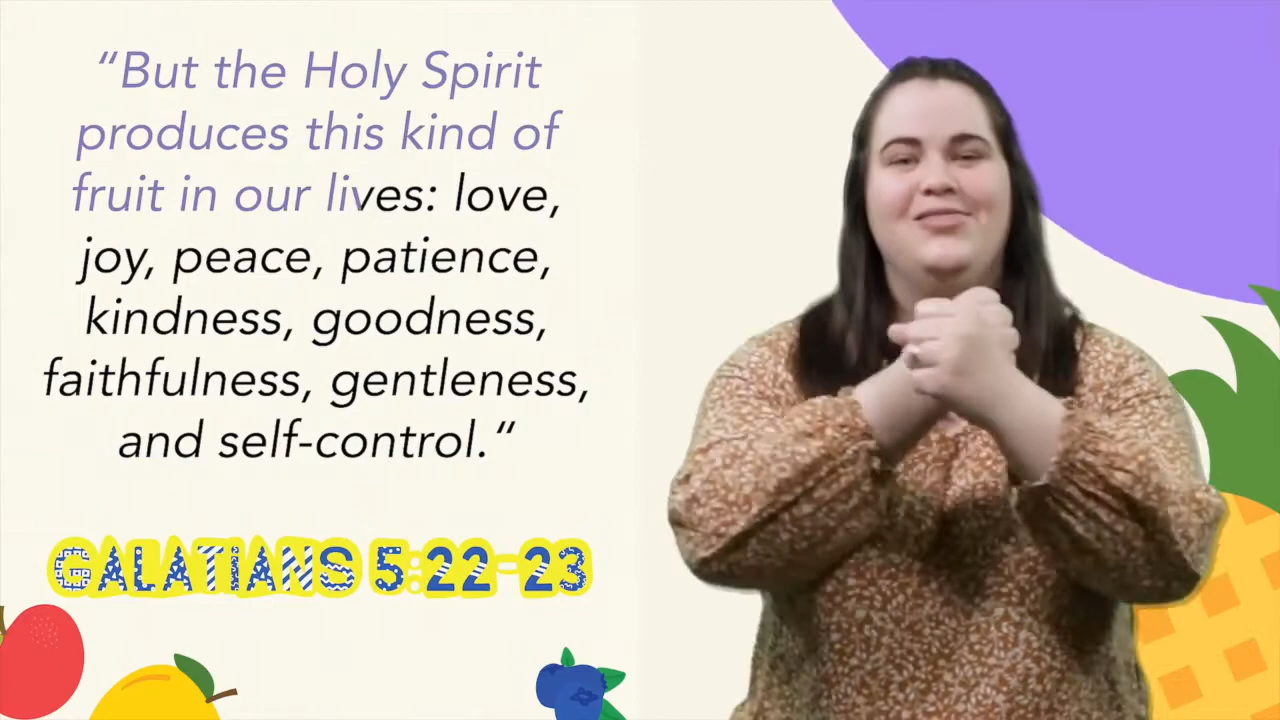 “But the Holy Spirit
produces this kind of
fruit in our lives: love,
joy, peace, patience,
kindness, goodness,
faithfulness, gentleness,
and self-control.“
GALATIANS 5:22-23